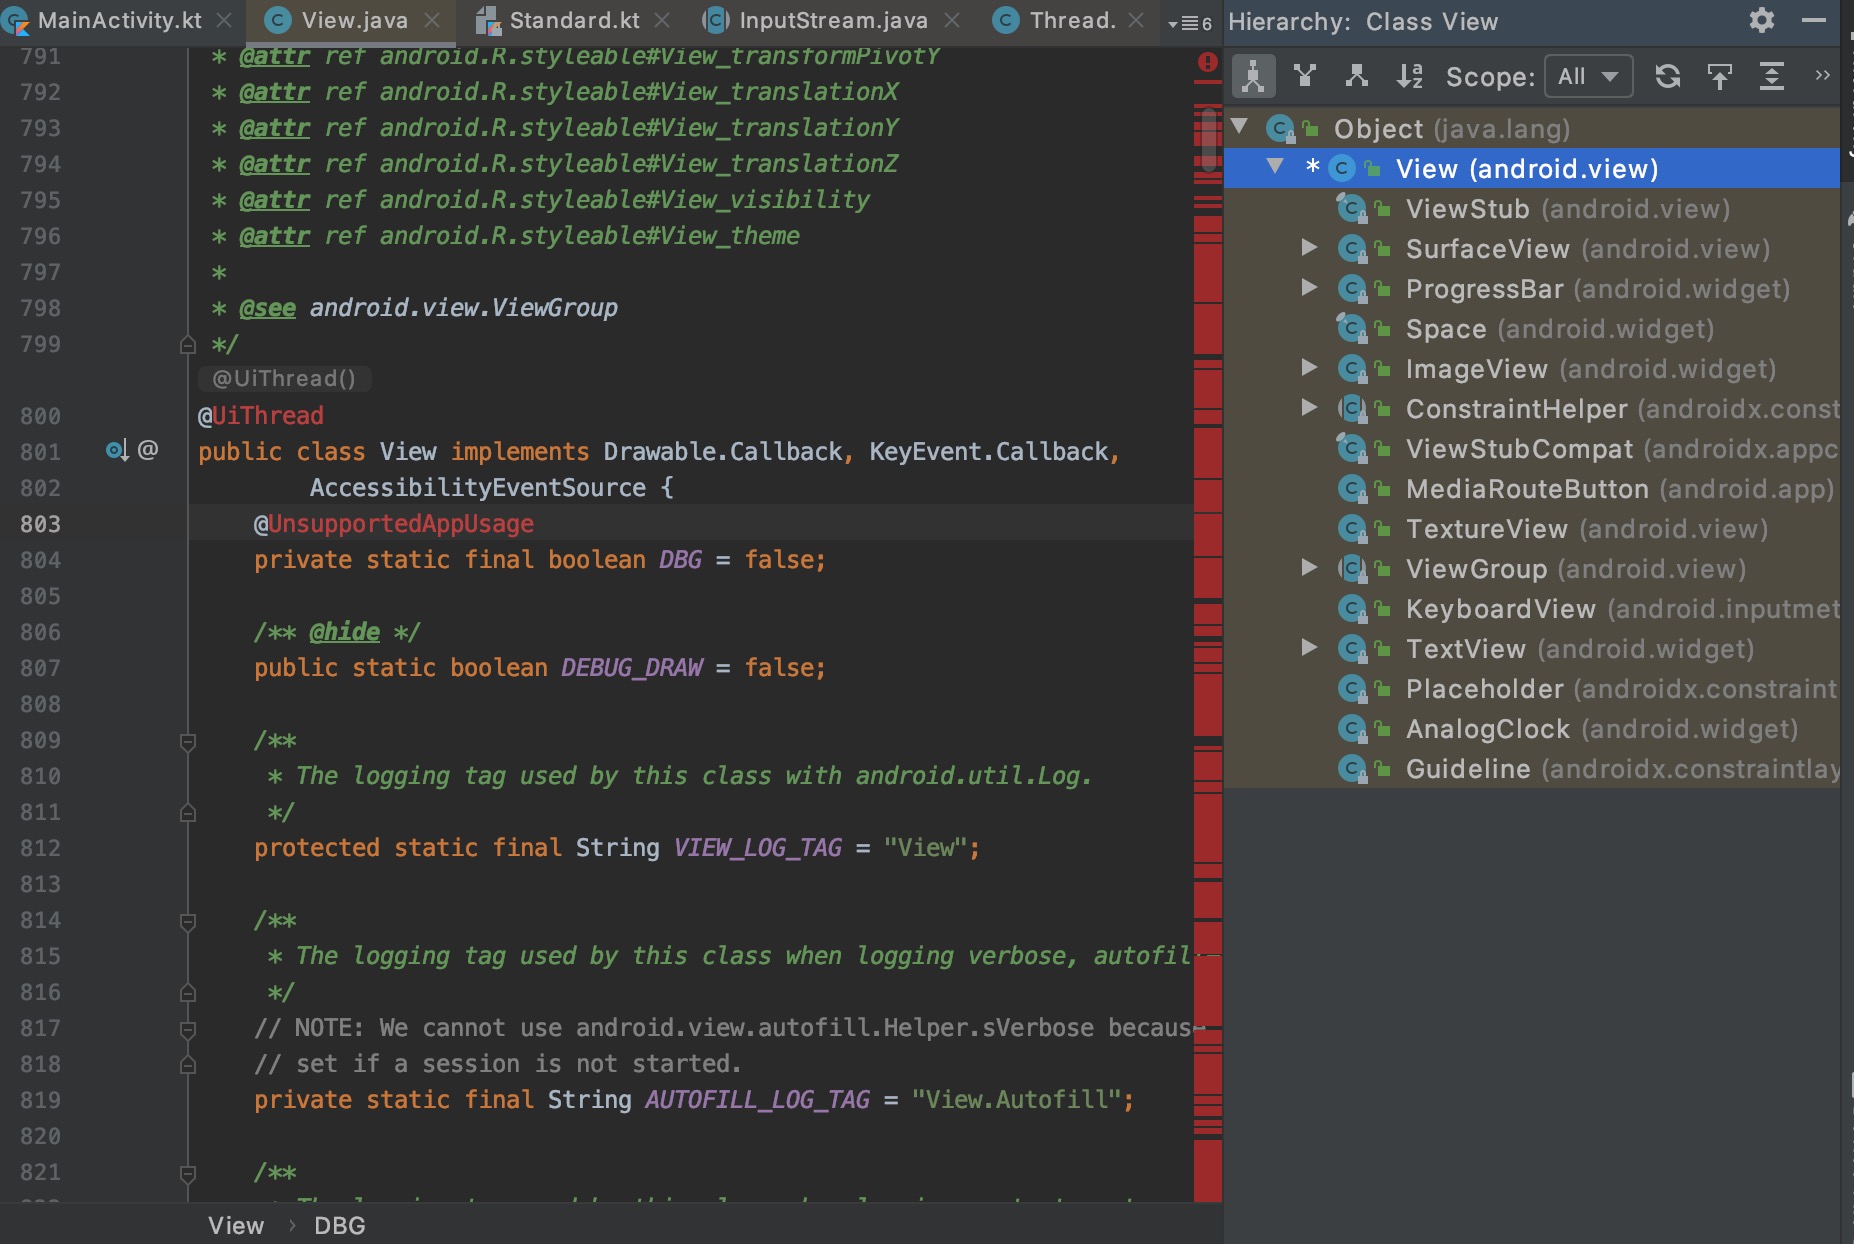 MainActivity.kt View.java Standard.kt InputStream.java Thread. 6
791 * @attr ref android.R.styleable#View_transformPivotY
792 * @attr ref android.R.styleable#View_translationX
793 * @attr ref android.R.styleable#View_translationY
794 * @attr ref android.R.styleable#View_translationZ
795 * @attr ref android.R.styleable#View_visibility
796 * @attr ref android.R.styleable#View_theme
797 *
798 * @see android.view.ViewGroup
799 */
@UiThread()
800 @UiThread
801 @ public class View implements Drawable.Callback, KeyEvent.Callback,
802 AccessibilityEventSource {
803 @UnsupportedAppUsage
804 private static final boolean DBG = false;
805
806 /** @hide */
807 public static boolean DEBUG_DRAW = false;
808
809 /**
810 * The logging tag used by this class with android.util.Log.
811 */
812 protected static final String VIEW_LOG_TAG = "View";
813
814 /**
815 * The logging tag used by this class when logging verbose, autofil
816 */
817 // NOTE: We cannot use android.view.autofill.Helper.sVerbose because
818 // set if a session is not started.
819 private static final String AUTOFILL_LOG_TAG = "View.Autofill";
820
821 /**
View › DBG
Hierarchy: Class View
Scope: All »
Object (java.lang)
* View (android.view)
ViewStub (android.view)
SurfaceView (android.view)
ProgressBar (android.widget)
Space (android.widget)
ImageView (android.widget)
ConstraintHelper (androidx.const
ViewStubCompat (androidx.appc
MediaRouteButton (android.app)
TextureView (android.view)
ViewGroup (android.view)
KeyboardView (android.inputmet
TextView (android.widget)
Placeholder (androidx.constraint
AnalogClock (android.widget)
Guideline (androidx.constraintlay